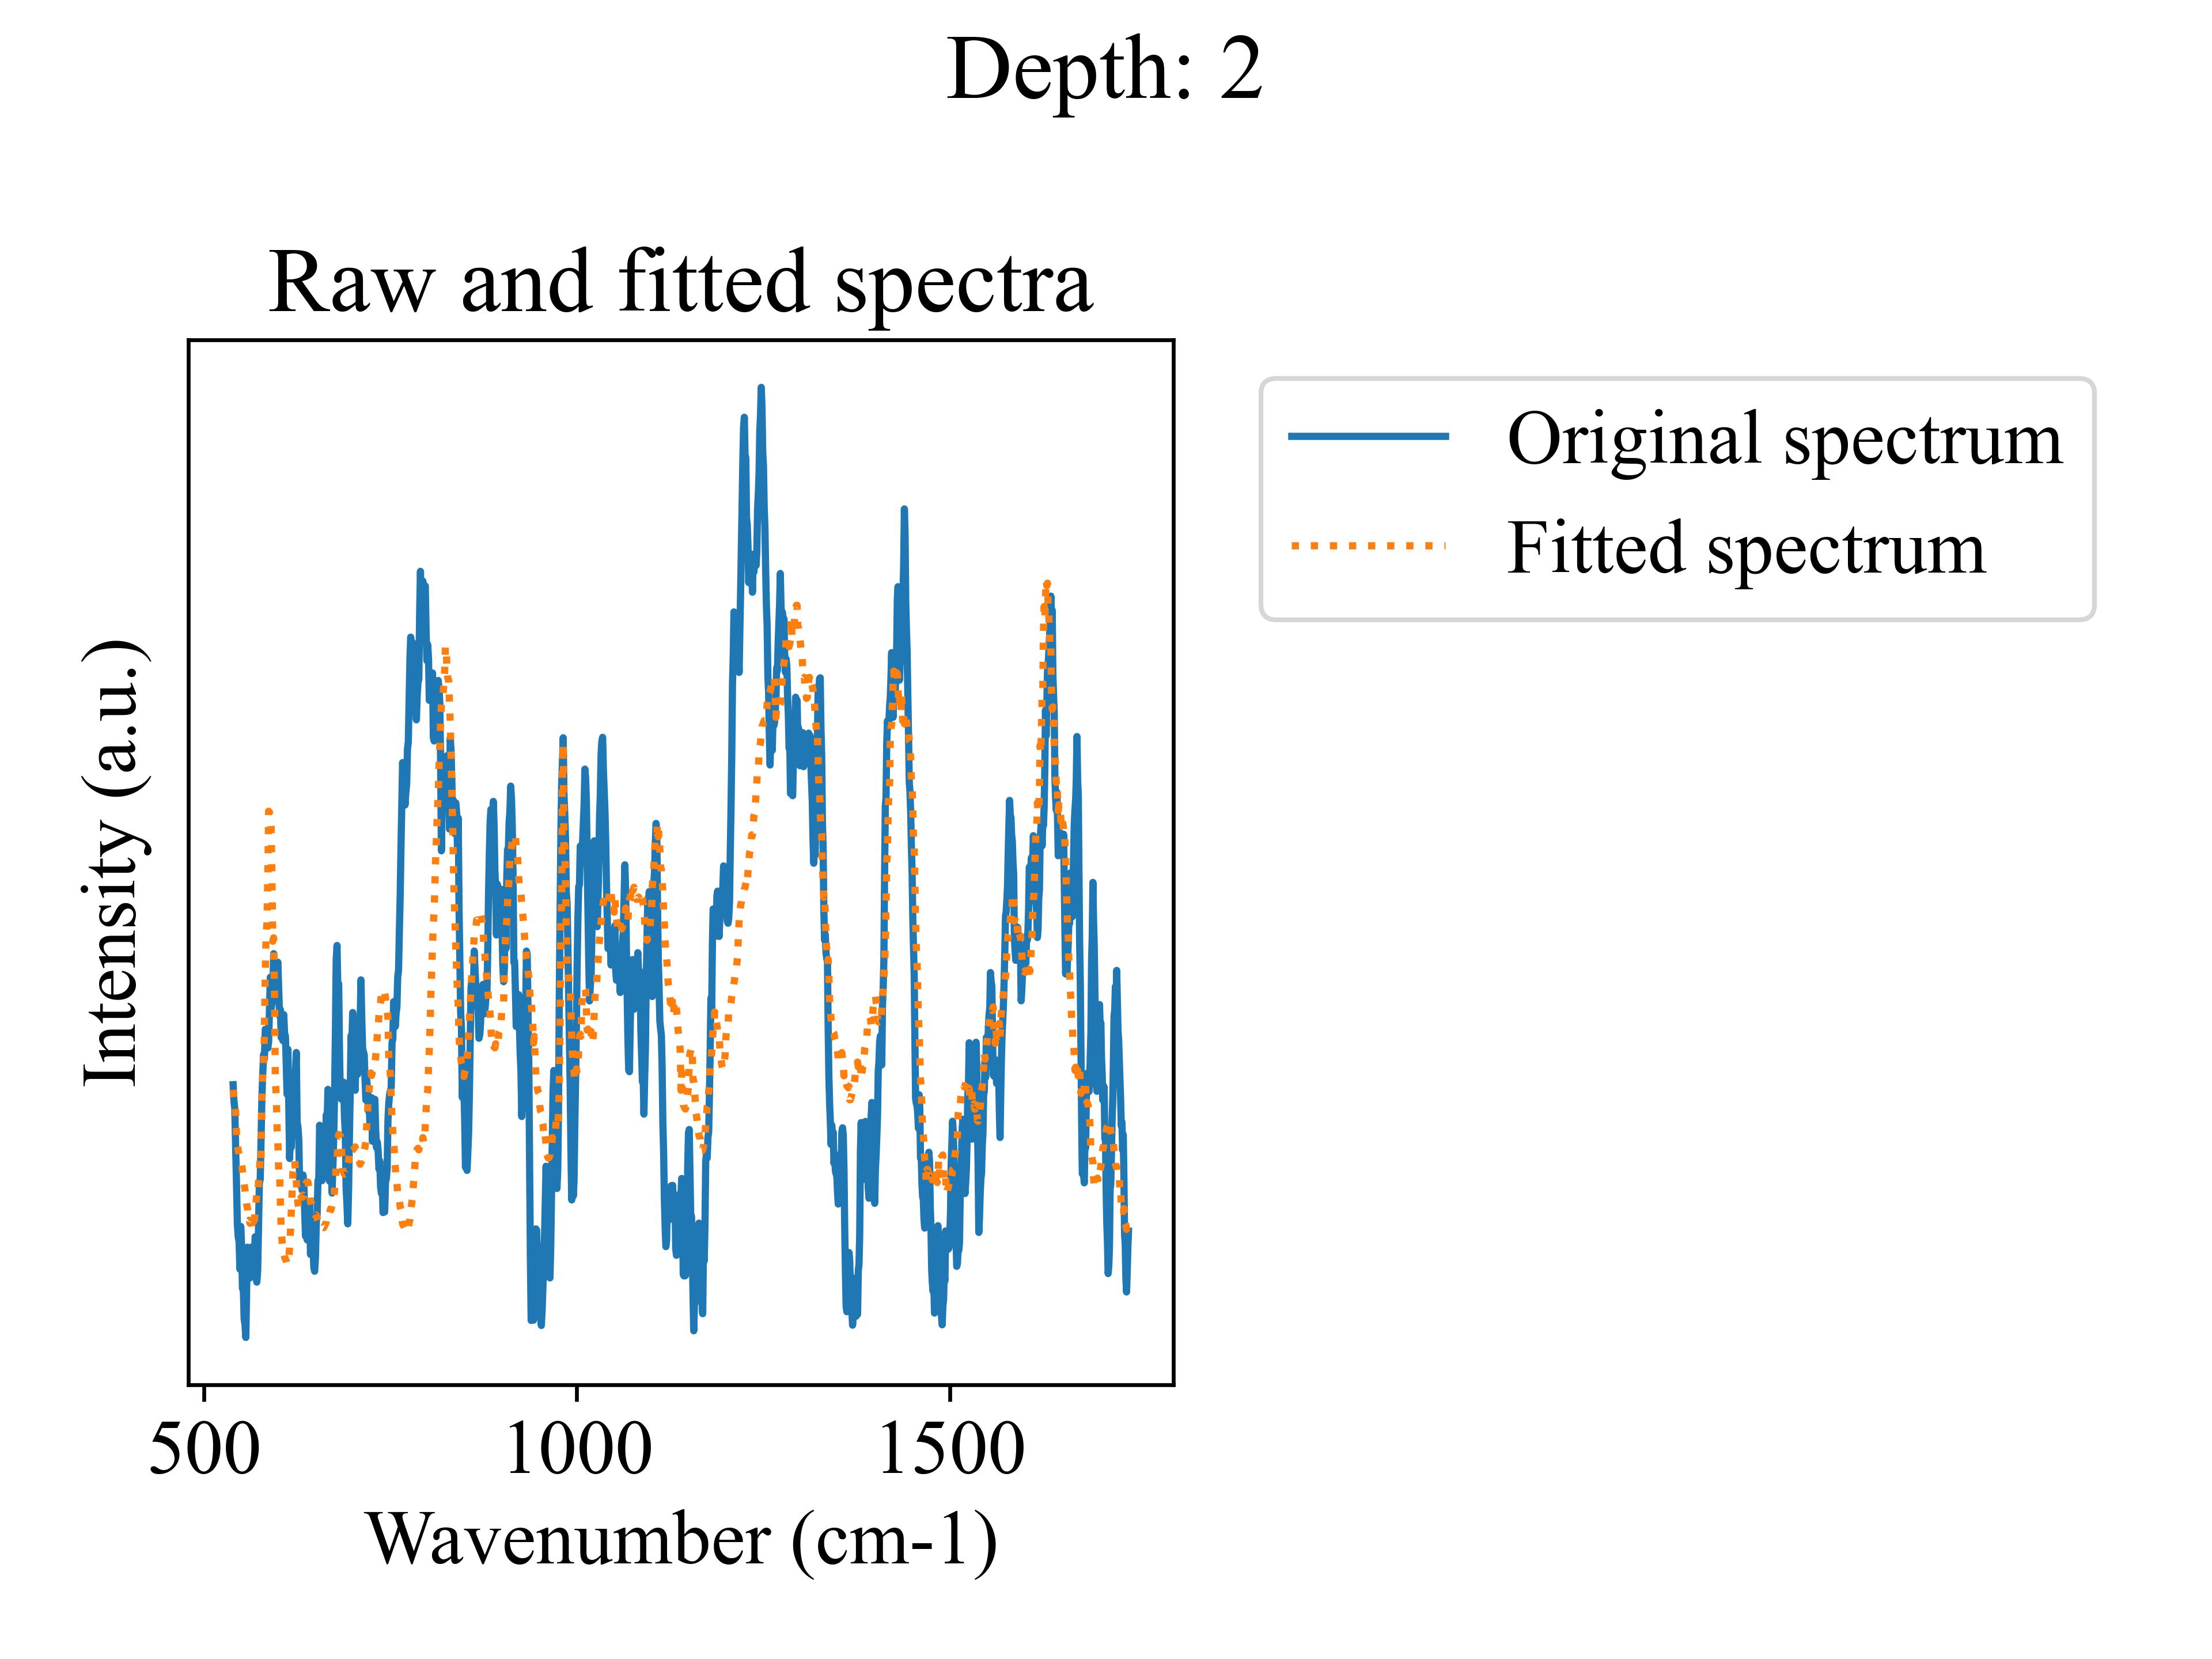 Depth: 2
Raw and fitted spectra
Original spectrum
Fitted spectrum
Intensity (a.u.)
500 1000 1500
Wavenumber (cm-1)